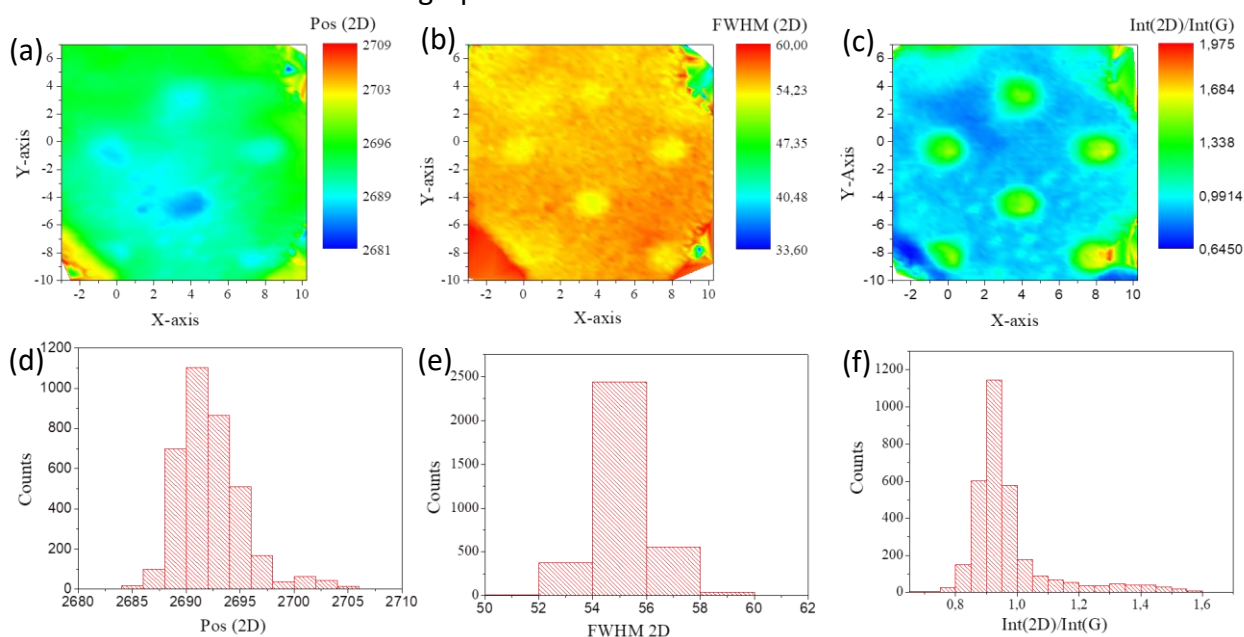 (a)
Pos (2D)
2709
2703
2696
2689
2681
6
4
2
0
-2
-4
-6
-8
-10
Y-axis
-2 0 2 4 6 8 10
X-axis
(b)
FWHM (2D)
60,00
54,23
47,35
40,48
33,60
6
4
2
0
-2
-4
-6
-8
-10
Y-axis
-2 0 2 4 6 8 10
X-axis
(c)
Int(2D)/Int(G)
1,975
1,684
1,338
0,9914
0,6450
6
4
2
0
-2
-4
-6
-8
-10
Y-Axis
-2 0 2 4 6 8 10
X-axis
(d)
1200
1000
800
600
400
200
0
Counts
2680 2685 2690 2695 2700 2705 2710
Pos (2D)
(e)
2500
2000
1500
1000
500
0
Counts
50 52 54 56 58 60 62
FWHM 2D
(f)
1200
1000
800
600
400
200
0
Counts
0,8 1,0 1,2 1,4 1,6
Int(2D)/Int(G)